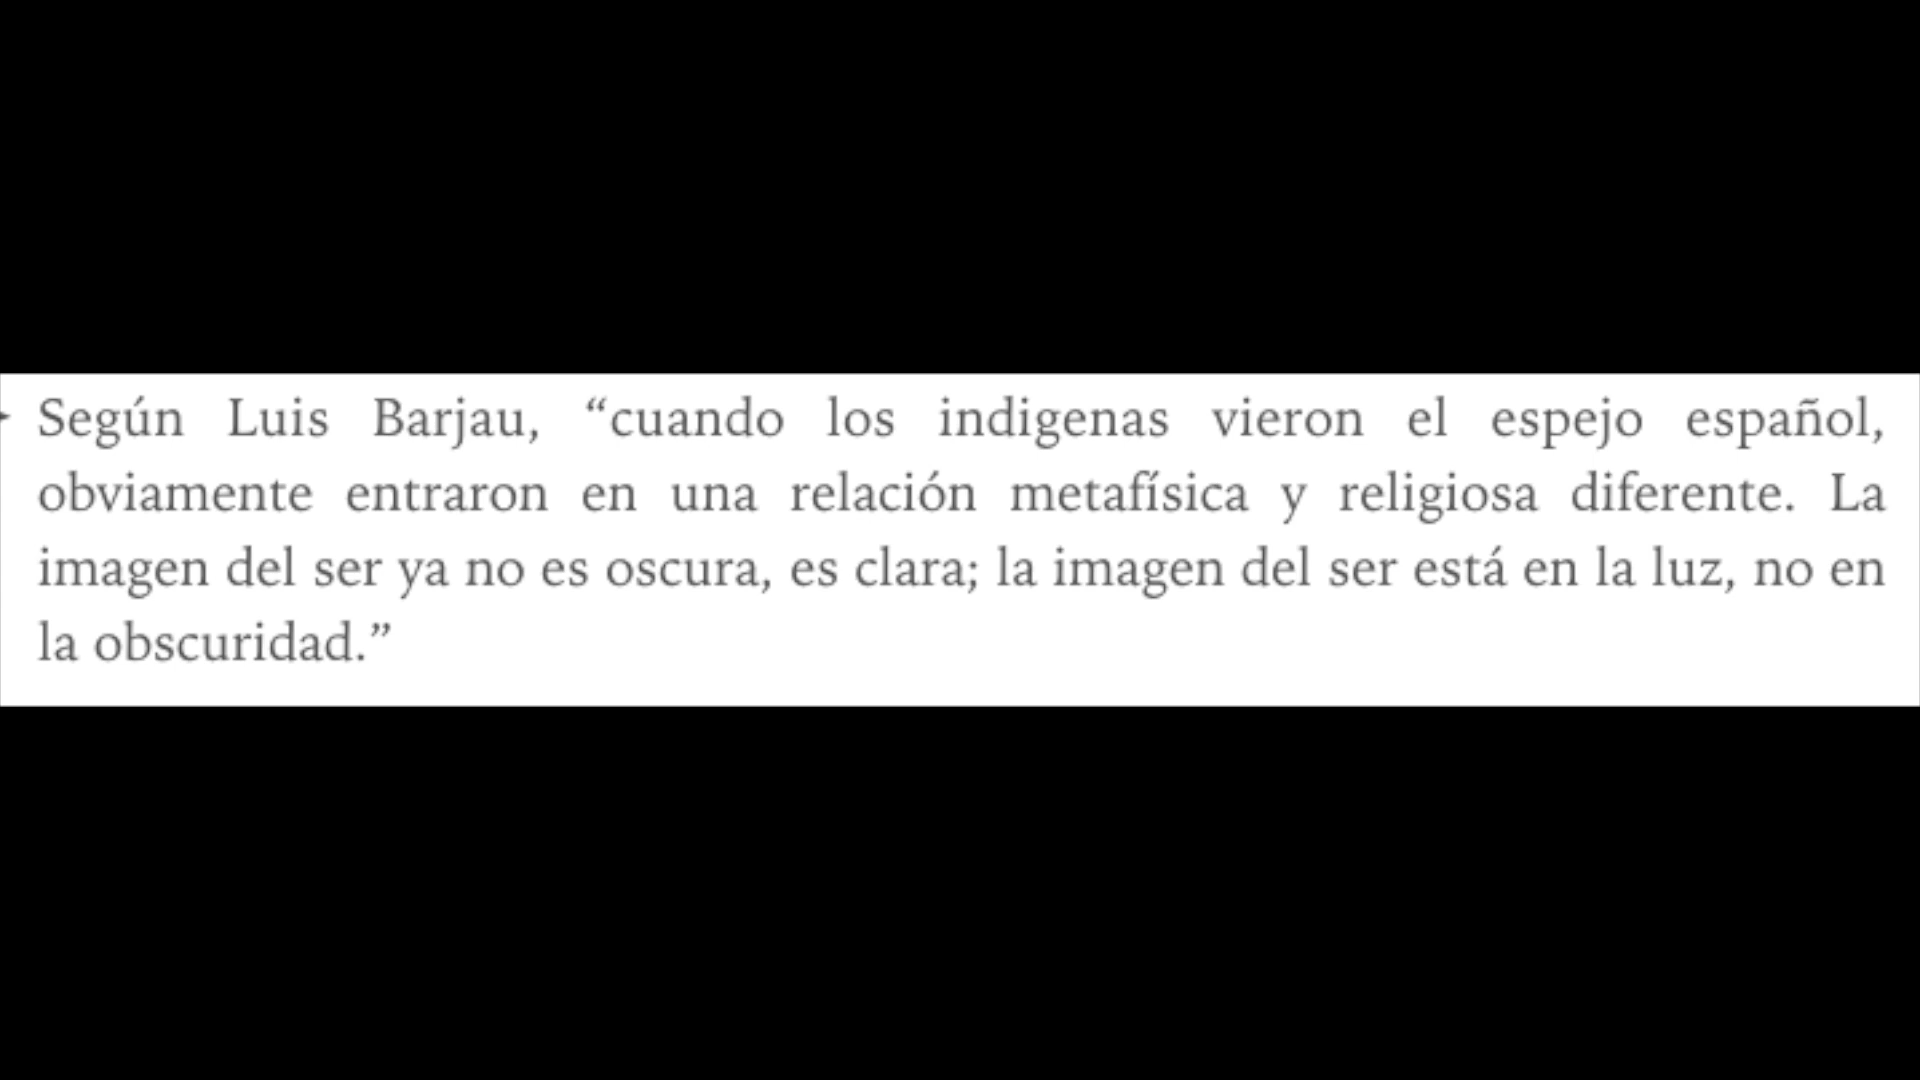 Según Luis Barjau, “cuando los indigenas vieron el espejo español,
obviamente entraron en una relación metafísica y religiosa diferente. La
imagen del ser ya no es oscura, es clara; la imagen del ser está en la luz, no en
la obscuridad.”